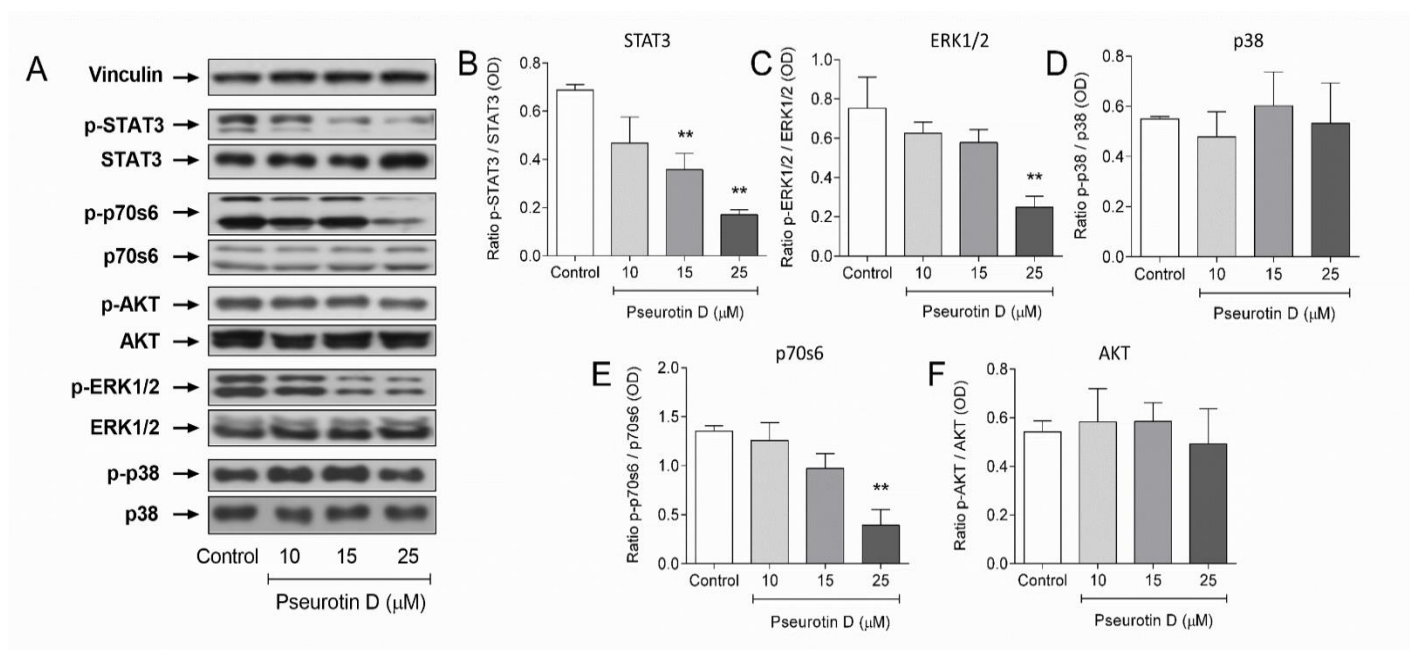 A
Vinculin
p-STAT3
STAT3
p-p70s6
p70s6
p-AKT
AKT
p-ERK1/2
ERK1/2
p-p38
p38
Control 10 15 25
Pseurotin D (μM)
B
STAT3
Ratio p-STAT3 / STAT3 (OD)
0.8
0.6
0.4
0.2
0.0
**
**
Control 10 15 25
Pseurotin D (μM)
C
ERK1/2
Ratio p-ERK1/2 / ERK1/2 (OD)
1.0
0.8
0.6
0.4
0.2
0.0
**
Control 10 15 25
Pseurotin D (μM)
D
p38
Ratio p-p38 / p38 (OD)
0.8
0.6
0.4
0.2
0.0
Control 10 15 25
Pseurotin D (μM)
E
p70s6
Ratio p-p70s6 / p70s6 (OD)
2.0
1.5
1.0
0.5
0.0
**
Control 10 15 25
Pseurotin D (μM)
F
AKT
Ratio p-AKT / AKT (OD)
0.8
0.6
0.4
0.2
0.0
Control 10 15 25
Pseurotin D (μM)